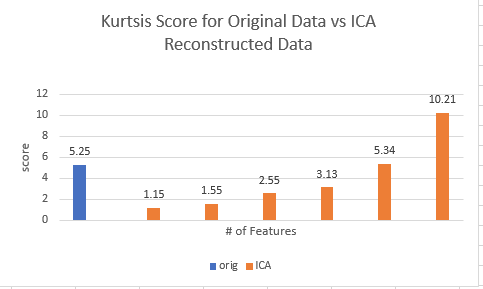 Kurtsis Score for Original Data vs ICA
Reconstructed Data
12
10
8
6
4
2
0
score
5.25
1.15
1.55
2.55
3.13
5.34
10.21
# of Features
orig ICA